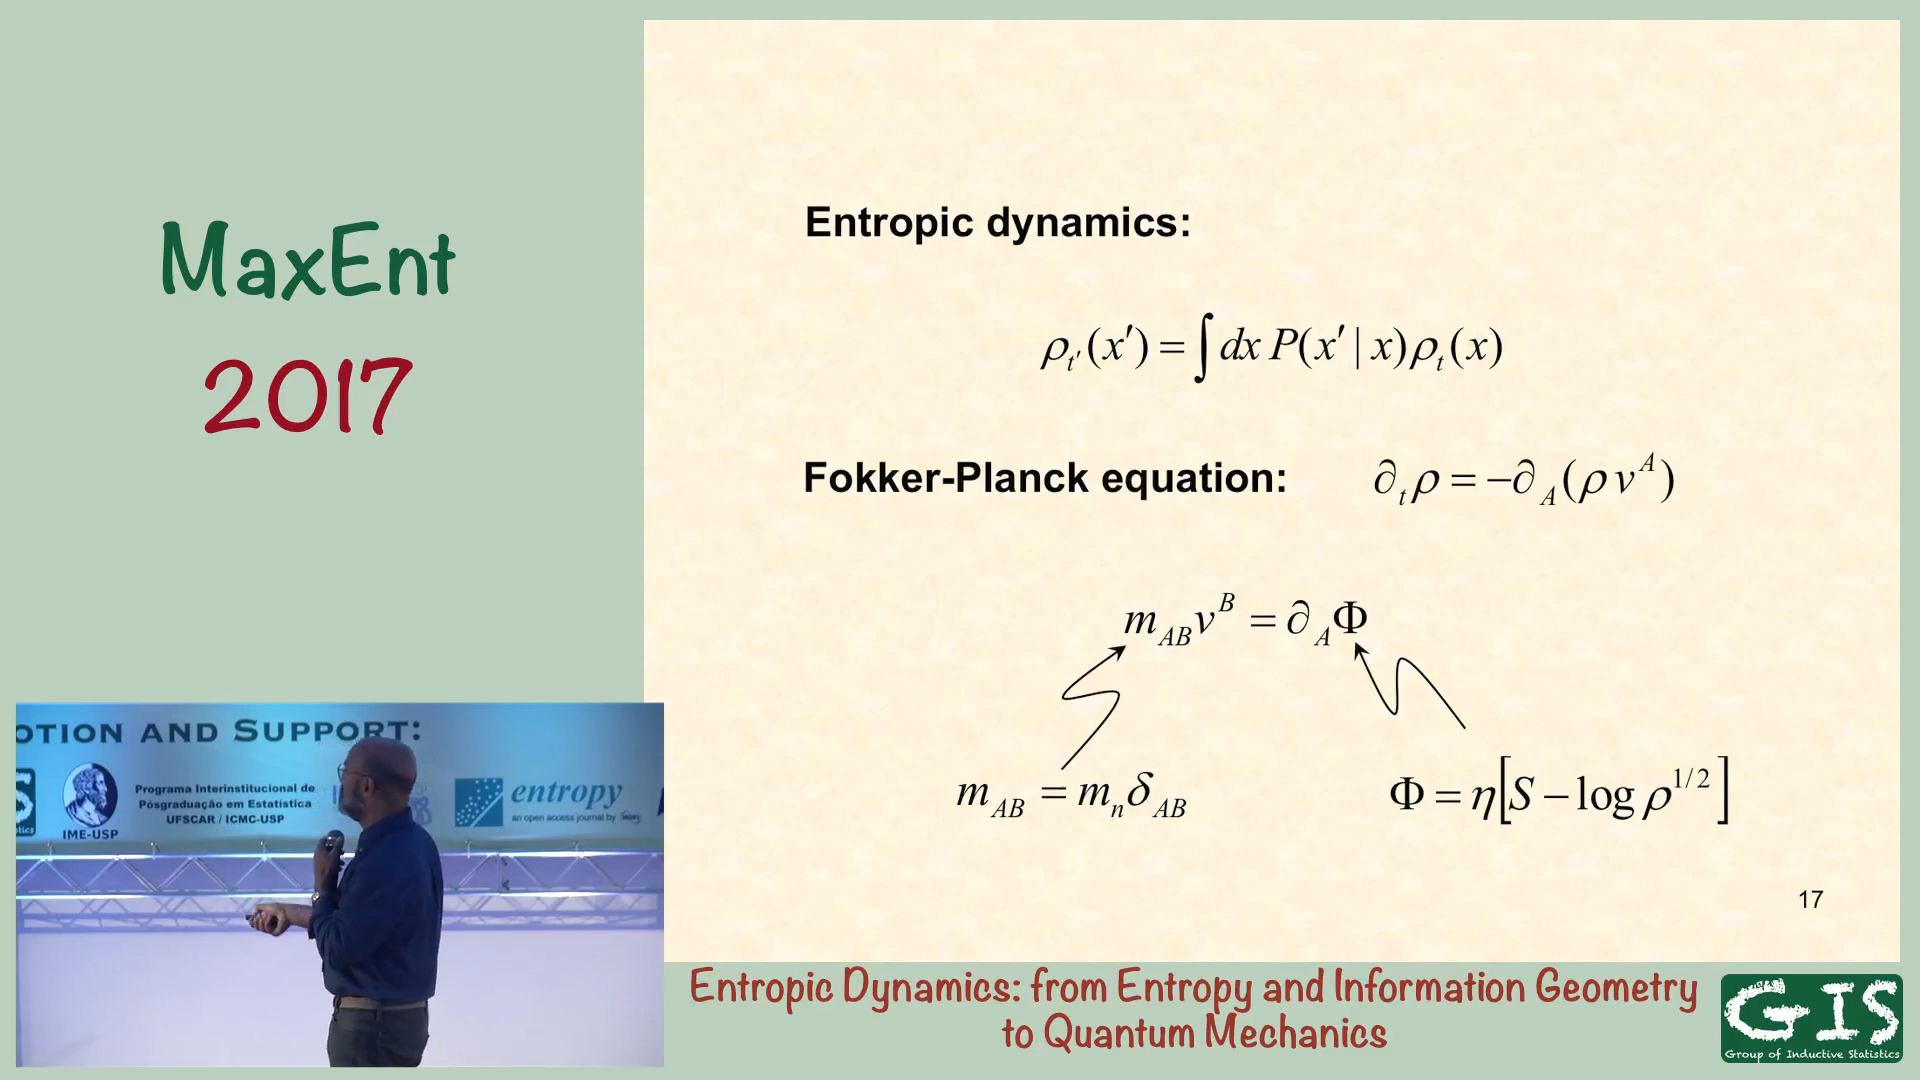 MaxEnt
2017
Entropic dynamics:
ρ_{t'}(x′) = ∫ dx P(x′ | x)ρ_t(x)
Fokker-Planck equation: ∂_t ρ = −∂_A(ρ v^A)
m_{AB} v^B = ∂_A Φ
m_{AB} = m_n δ_{AB}
Φ = η[S − log ρ^{1/2}]
17
OTION AND SUPPORT:
IME-USP
Programa Interinstitucional de
Pósgraduação em Estatística
UFSCAR / ICMC-USP
entropy
an open access journal by
Entropic Dynamics: from Entropy and Information Geometry
to Quantum Mechanics
GIS
Group of Inductive Statistics